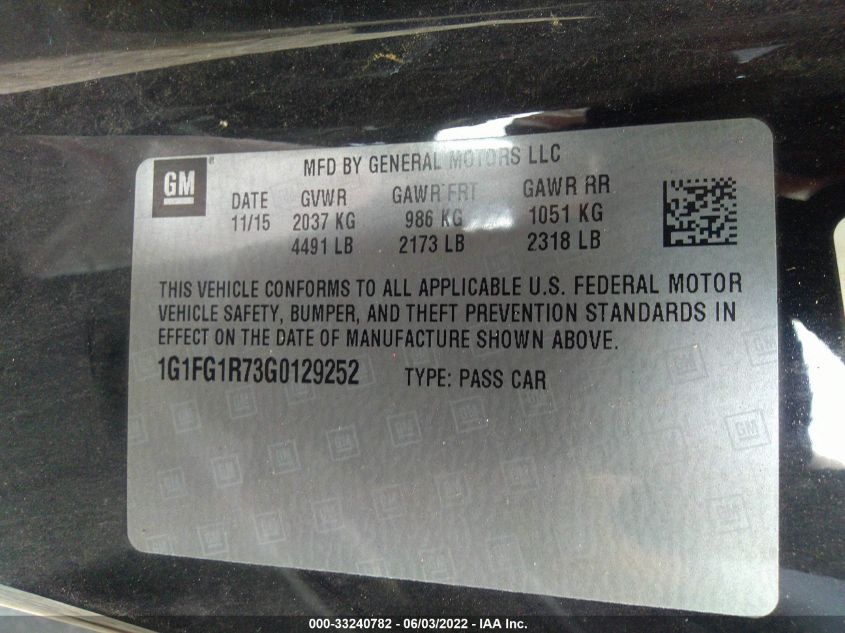 GM
MFD BY GENERAL MOTORS LLC
DATE GVWR GAWR FRT GAWR RR
11/15 2037 KG 986 KG 1051 KG
4491 LB 2173 LB 2318 LB
THIS VEHICLE CONFORMS TO ALL APPLICABLE U.S. FEDERAL MOTOR
VEHICLE SAFETY, BUMPER, AND THEFT PREVENTION STANDARDS IN
EFFECT ON THE DATE OF MANUFACTURE SHOWN ABOVE.
1G1FG1R73G0129252 TYPE: PASS CAR
000-33240782 - 06/03/2022 - IAA Inc.